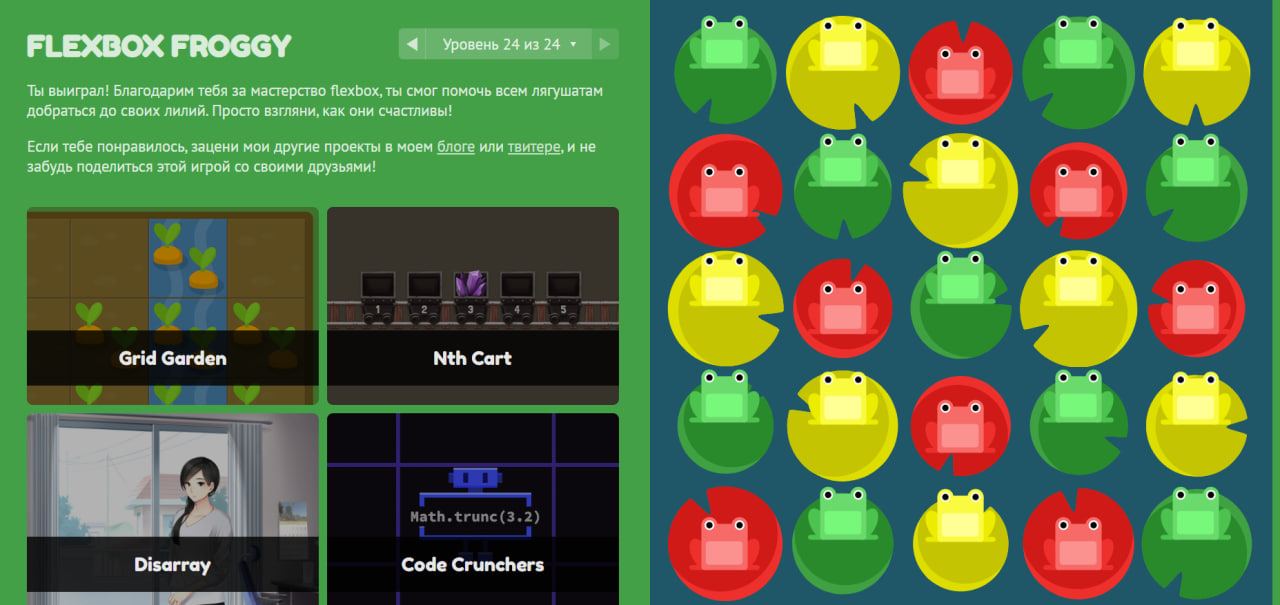 FLEXBOX FROGGY
Уровень 24 из 24
Ты выиграл! Благодарим тебя за мастерство flexbox, ты смог помочь всем лягушатам
добраться до своих лилий. Просто взгляни, как они счастливы!
Если тебе понравилось, зацени мои другие проекты в моем блоге или твитере, и не
забудь поделиться этой игрой со своими друзьями!
1 2 3 4 5
Grid Garden
Nth Cart
Math.trunc(3.2)
Disarray
Code Crunchers